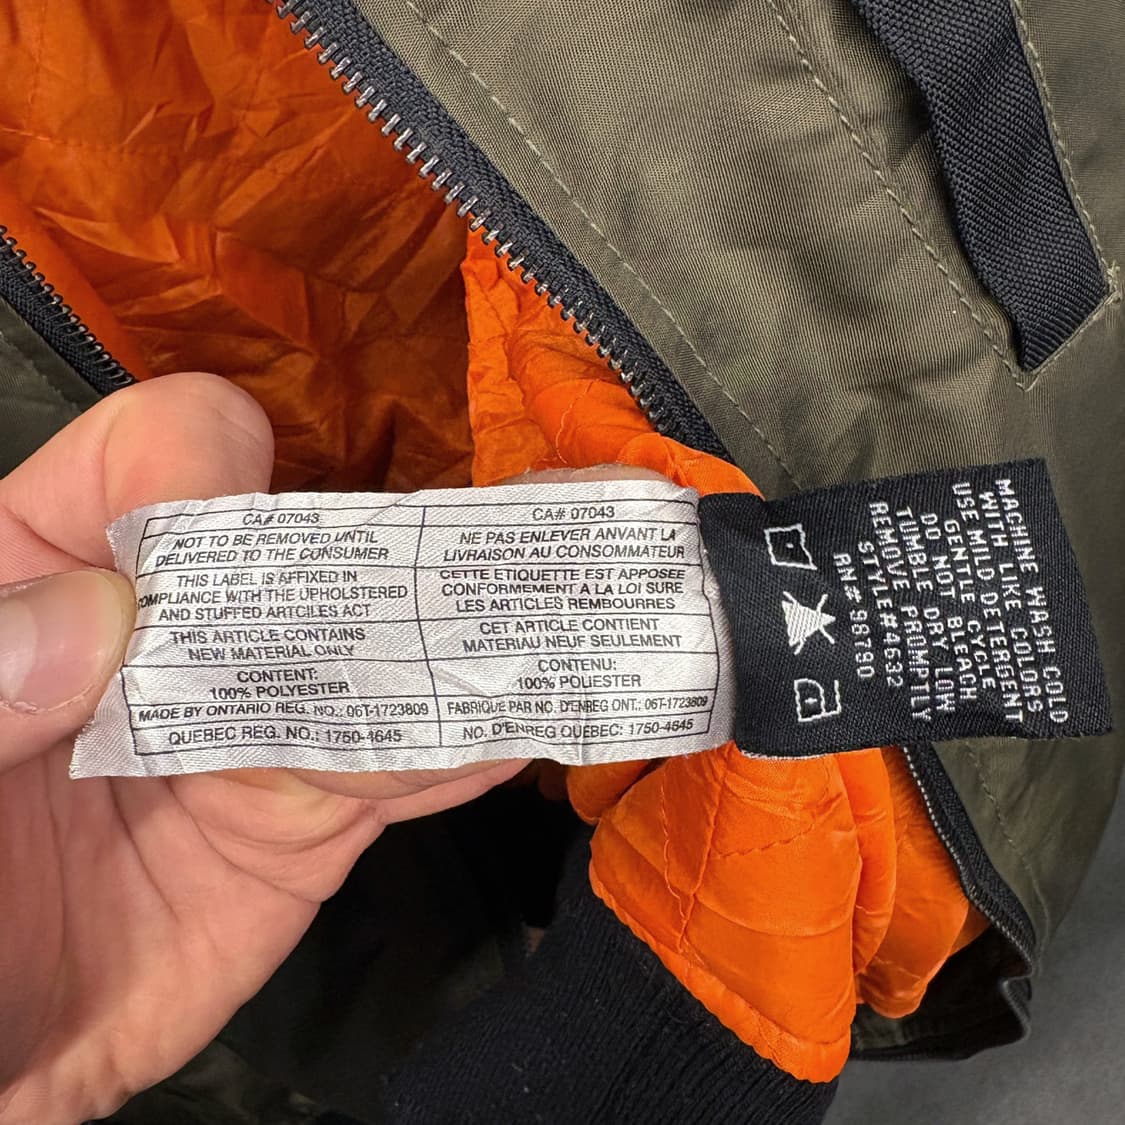 CA# 07043
NOT TO BE REMOVED UNTIL
DELIVERED TO THE CONSUMER
THIS LABEL IS AFFIXED IN
OMPLIANCE WITH THE UPHOLSTERED
AND STUFFED ARTCILES ACT
THIS ARTICLE CONTAINS
NEW MATERIAL ONLY
CONTENT:
100% POLYESTER
MADE BY ONTARIO REG. NO.: 06T-1723809
QUEBEC REG. NO.: 1750-4645
CA# 07043
NE PAS ENLEVER ANVANT LA
LIVRAISON AU CONSOMMATEUR
CETTE ETIQUETTE EST APPOSEE
CONFORMEMENT A LA LOI SURE
LES ARTICLES REMBOURRES
CET ARTICLE CONTIENT
MATERIAU NEUF SEULEMENT
CONTENU:
100% POLYESTER
FABRIQUE PAR NC. D'ENREG ONT.: 06T-1723809
NO. D'ENREG QUEBEC: 1750-4645
MACHINE WASH COLD
WITH LIKE COLORS
USE MILD DETERGENT
GENTLE CYCLE
DO NOT BLEACH
TUMBLE DRY LOW
REMOVE PROMPTLY
STYLE#4632
RN# 98790